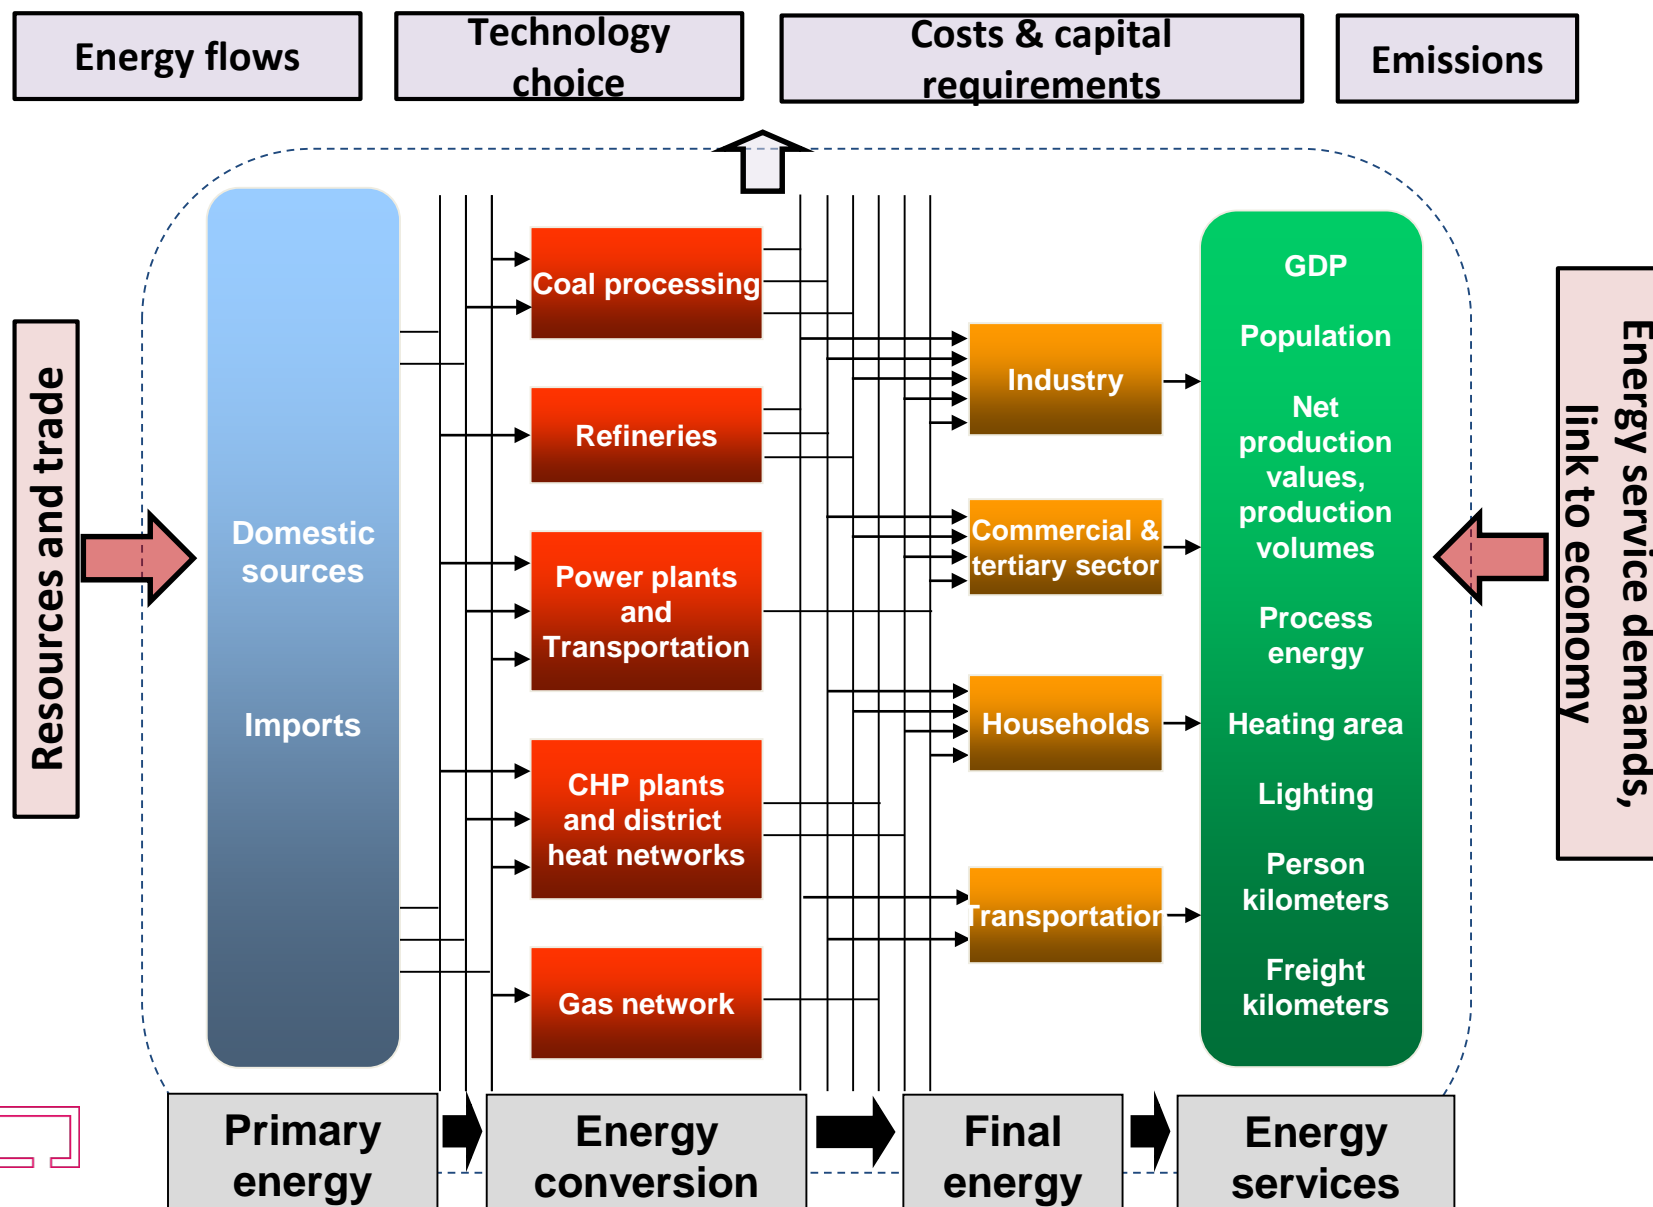 Energy flows
Technology
choice
Costs & capital
requirements
Emissions
Resources and trade
Domestic
sources
Imports
Coal processing
Refineries
Power plants
and
Transportation
CHP plants
and district
heat networks
Gas network
Industry
Commercial &
tertiary sector
Households
Transportation
GDP
Population
Net
production
values,
production
volumes
Process
energy
Heating area
Lighting
Person
kilometers
Freight
kilometers
Energy service demands,
link to economy
Primary
energy
Energy
conversion
Final
energy
Energy
services